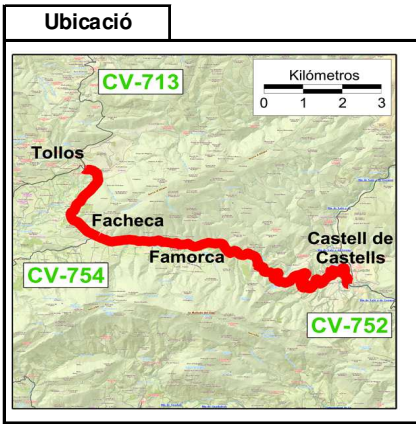 Ubicació
CV-713
Kilómetros
0 1 2 3
Tollos
Facheca
Famorca
Castell de
Castells
CV-754
CV-752